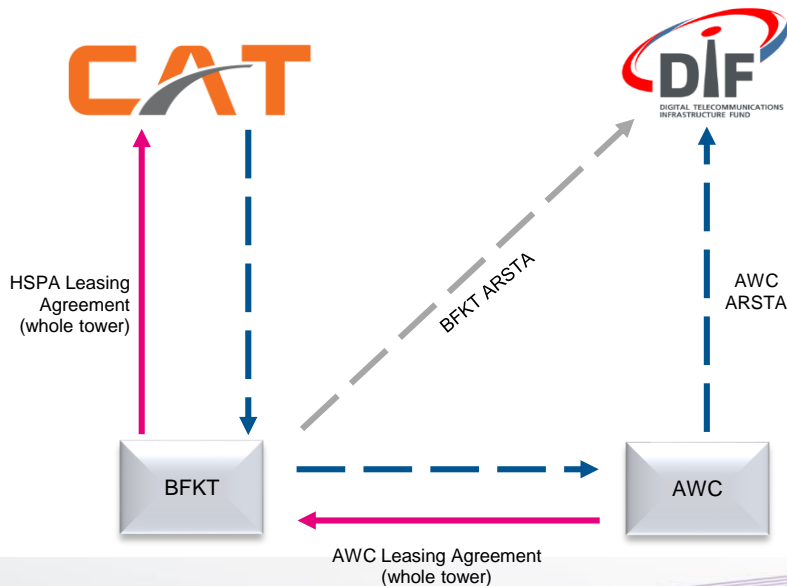 CAT
DiF
DIGITAL TELECOMMUNICATIONS
INFRASTRUCTURE FUND
HSPA Leasing
Agreement
(whole tower)
BFKT ARSTA
AWC
ARSTA
BFKT
AWC
AWC Leasing Agreement
(whole tower)